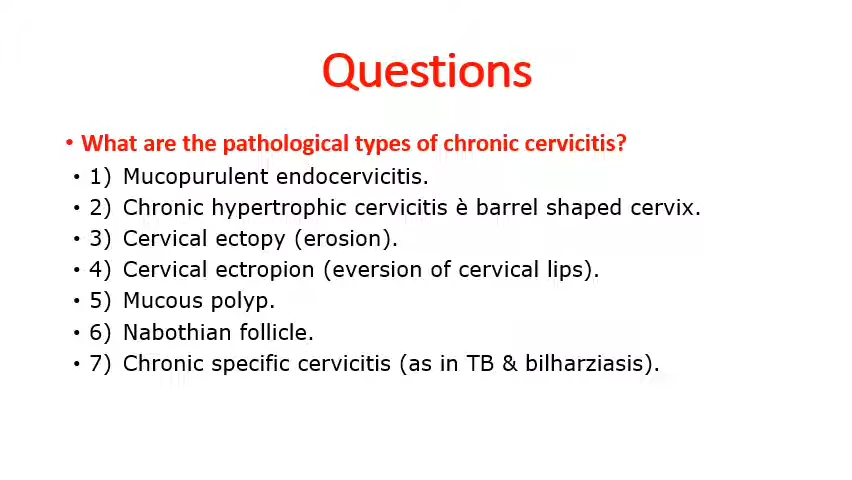 Questions
• What are the pathological types of chronic cervicitis?
• 1) Mucopurulent endocervicitis.
• 2) Chronic hypertrophic cervicitis è barrel shaped cervix.
• 3) Cervical ectopy (erosion).
• 4) Cervical ectropion (eversion of cervical lips).
• 5) Mucous polyp.
• 6) Nabothian follicle.
• 7) Chronic specific cervicitis (as in TB & bilharziasis).